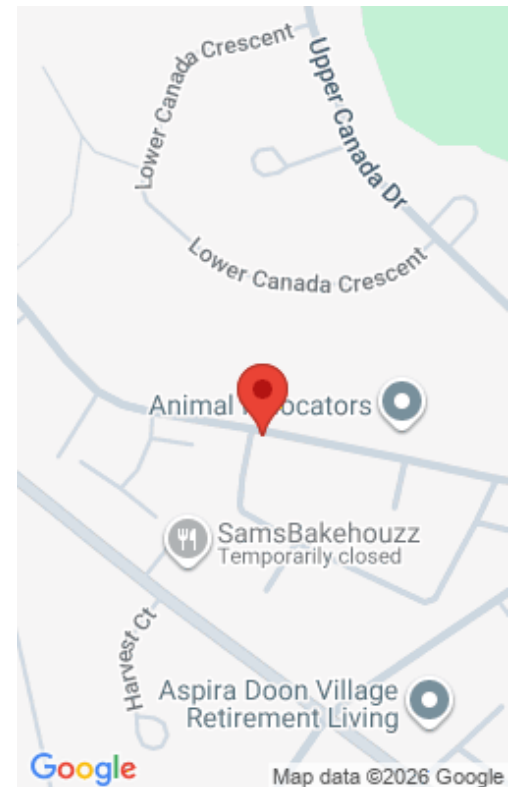 Lower Canada Crescent
Upper Canada Dr
Lower Canada Crescent
Animal
ocators
SamsBakehouzz
Temporarily closed
Harvest Ct
Aspira Doon Village
Retirement Living
Google
Map data ©2026 Google